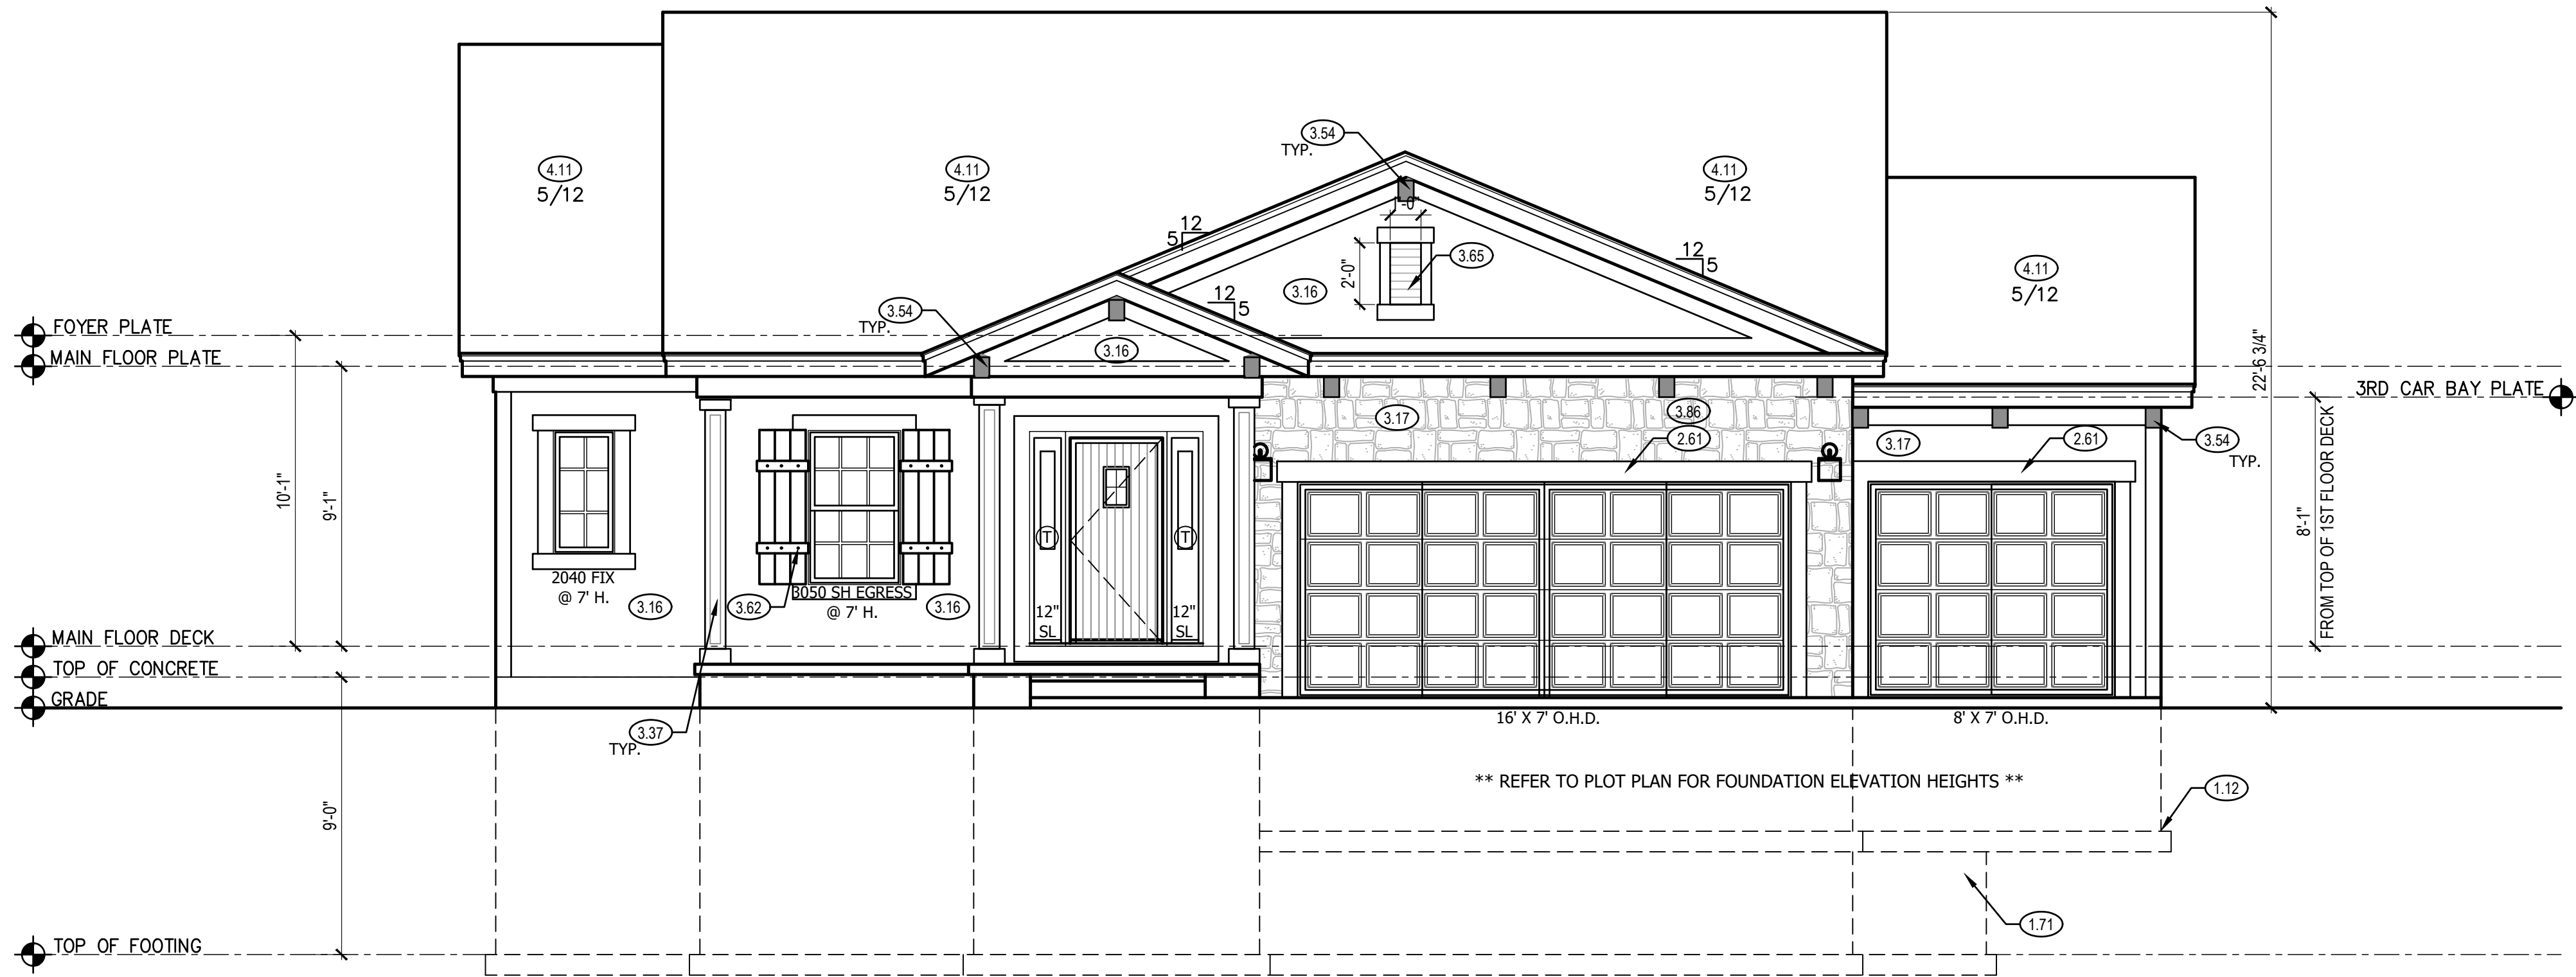 22'-6 3/4"
3.54
TYP.
4.11
5/12
4.11
5/12
4.11
5/12
12
5
12
5
2'-0"
3.65
3.16
4.11
5/12
12
5
3.54
TYP.
3.16
FOYER PLATE
MAIN FLOOR PLATE
3RD CAR BAY PLATE
3.17
3.86
2.61
3.17
2.61
3.54
TYP.
10'-1"
9'-1"
8'-1"
FROM TOP OF 1ST FLOOR DECK
T
T
2040 FIX
@ 7' H.
3.16
3.62
3050 SH EGRESS
@ 7' H.
3.16
12"
SL
12"
SL
MAIN FLOOR DECK
TOP OF CONCRETE
GRADE
3.37
TYP.
16' X 7' O.H.D.
8' X 7' O.H.D.
** REFER TO PLOT PLAN FOR FOUNDATION ELEVATION HEIGHTS **
1.12
9'-0"
1.71
TOP OF FOOTING